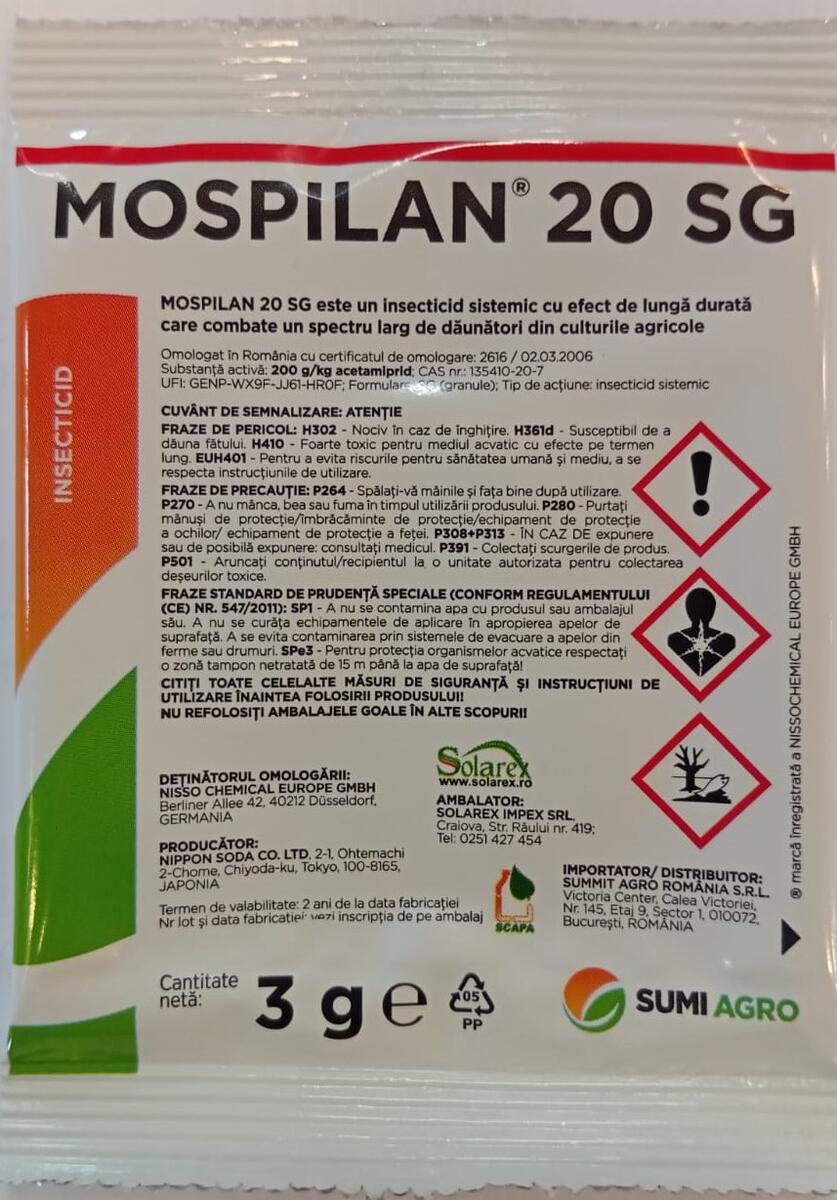 MOSPILAN® 20 SG
INSECTICID
MOSPILAN 20 SG este un insecticid sistemic cu efect de lungă durată
care combate un spectru larg de dăunători din culturile agricole
Omologat în România cu certificatul de omologare: 2616 / 02.03.2006
Substanță activă: 200 g/kg acetamiprid; CAS nr.: 135410-20-7
UFI: GENP-WX9F-JJ61-HR0F; (granule); Tip de acțiune: insecticid sistemic
CUVÂNT DE SEMNALIZARE: ATENȚIE
FRAZE DE PERICOL: H302 - Nociv în caz de înghițire. H361d - Susceptibil de a
dăuna fătului. H410 - Foarte toxic pentru mediul acvatic cu efecte pe termen
lung. EUH401 - Pentru a evita riscurile pentru sănătatea umană și mediu, a se
respecta instrucțiunile de utilizare.
FRAZE DE PRECAUȚIE: P264 - Spălați-vă mâinile și fața bine după utilizare.
P270 - A nu mânca, bea sau fuma în timpul utilizării produsului. P280 - Purtați
mănuși de protecție/îmbrăcăminte de protecție/echipament de protecție
a ochilor/ echipament de protecție a feței. P308+P313 - ÎN CAZ DE expunere
sau de posibilă expunere: consultați medicul. P391 - Colectați scurgerile de produs.
P501 - Aruncați conținutul/recipientul la o unitate autorizata pentru colectarea
deșeurilor toxice.
FRAZE STANDARD DE PRUDENȚĂ SPECIALE (CONFORM REGULAMENTULUI
(CE) NR. 547/2011): SP1 - A nu se contamina apa cu produsul sau ambalajul
său. A nu se curăța echipamentele de aplicare în apropierea apelor de
suprafață. A se evita contaminarea prin sistemele de evacuare a apelor din
ferme sau drumuri. SPe3 - Pentru protecția organismelor acvatice respectați
o zonă tampon netratată de 15 m până la apa de suprafață!
CITIȚI TOATE CELELALTE MĂSURI DE SIGURANȚĂ ȘI INSTRUCȚIUNI DE
UTILIZARE ÎNAINTEA FOLOSIRII PRODUSULUI!
NU REFOLOSIȚI AMBALAJELE GOALE ÎN ALTE SCOPURI!
DEȚINĂTORUL OMOLOGĂRII:
NISSO CHEMICAL EUROPE GMBH
Berliner Allee 42, 40212 Düsseldorf,
GERMANIA
PRODUCĂTOR:
NIPPON SODA CO. LTD, 2-1, Ohtemachi
2-Chome, Chiyoda-ku, Tokyo, 100-8165,
JAPONIA
Termen de valabilitate: 2 ani de la data fabricației
Nr lot și data fabricației: vezi inscripția de pe ambalaj
Solarex
www.solarex.ro
AMBALATOR:
SOLAREX IMPEX SRL,
Craiova, Str. Râului nr. 419;
Tel: 0251 427 454
SCAPA
IMPORTATOR/ DISTRIBUITOR:
SUMMIT AGRO ROMÂNIA S.R.L.
Victoria Center, Calea Victoriei,
Nr. 145, Etaj 9, Sector 1, 010072,
București, ROMÂNIA
® marcă înregistrată a NISSOCHEMICAL EUROPE GMBH
Cantitate
netă:
3 g e
05
PP
SUMI AGRO